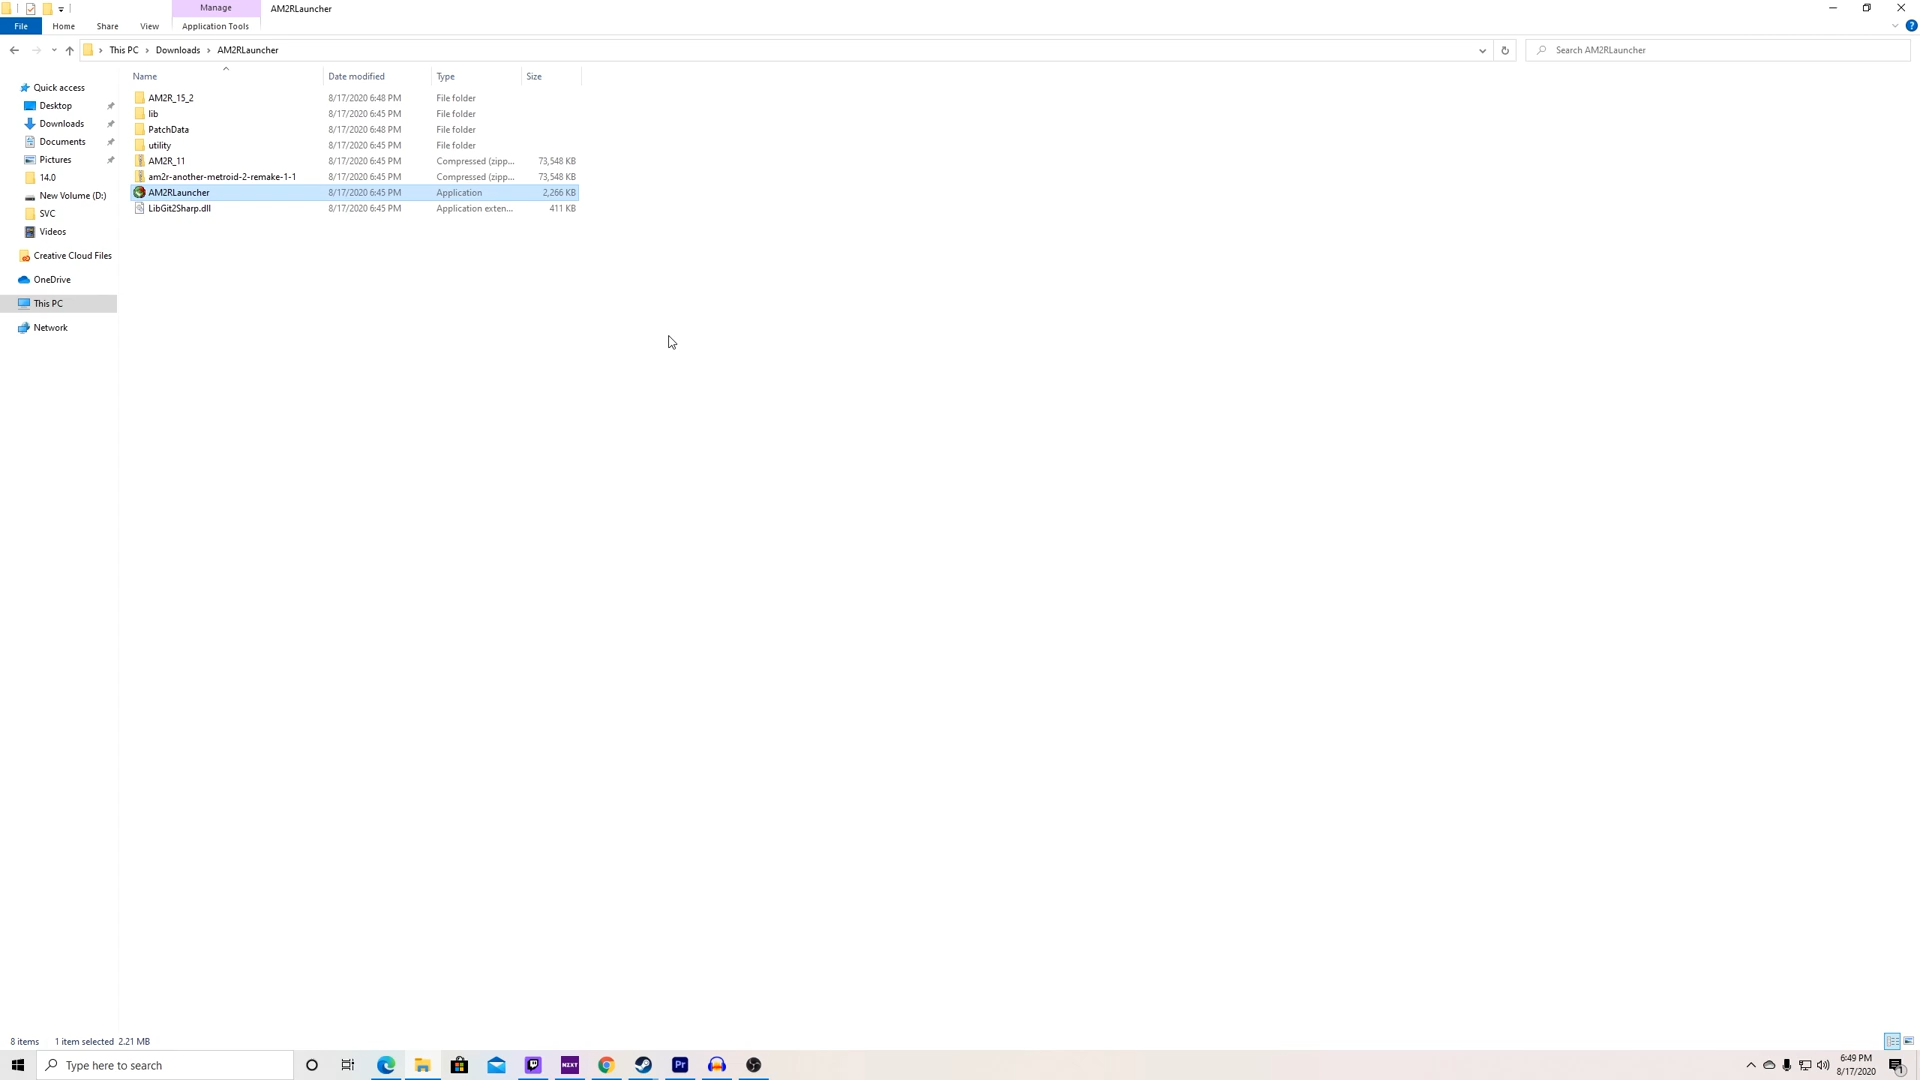 Manage
AM2RLauncher
File
Home
Share
View
Application Tools
This PC
Downloads
AM2RLauncher
Search AM2RLauncher
Name
Date modified
Type
Size
AM2R_15_2
8/17/2020 6:48 PM
File folder
lib
8/17/2020 6:45 PM
File folder
PatchData
8/17/2020 6:48 PM
File folder
utility
8/17/2020 6:45 PM
File folder
AM2R_11
8/17/2020 6:45 PM
Compressed (zipp...
73,548 KB
am2r-another-metroid-2-remake-1-1
8/17/2020 6:45 PM
Compressed (zipp...
73,548 KB
AM2RLauncher
8/17/2020 6:45 PM
Application
2,266 KB
LibGit2Sharp.dll
8/17/2020 6:45 PM
Application exten...
411 KB
Quick access
Desktop
Downloads
Documents
Pictures
14.0
New Volume (D:)
SVC
Videos
Creative Cloud Files
OneDrive
This PC
Network
8 items
1 item selected 2.21 MB
Type here to search
NZXT
Pr
6:49 PM
8/17/2020
1